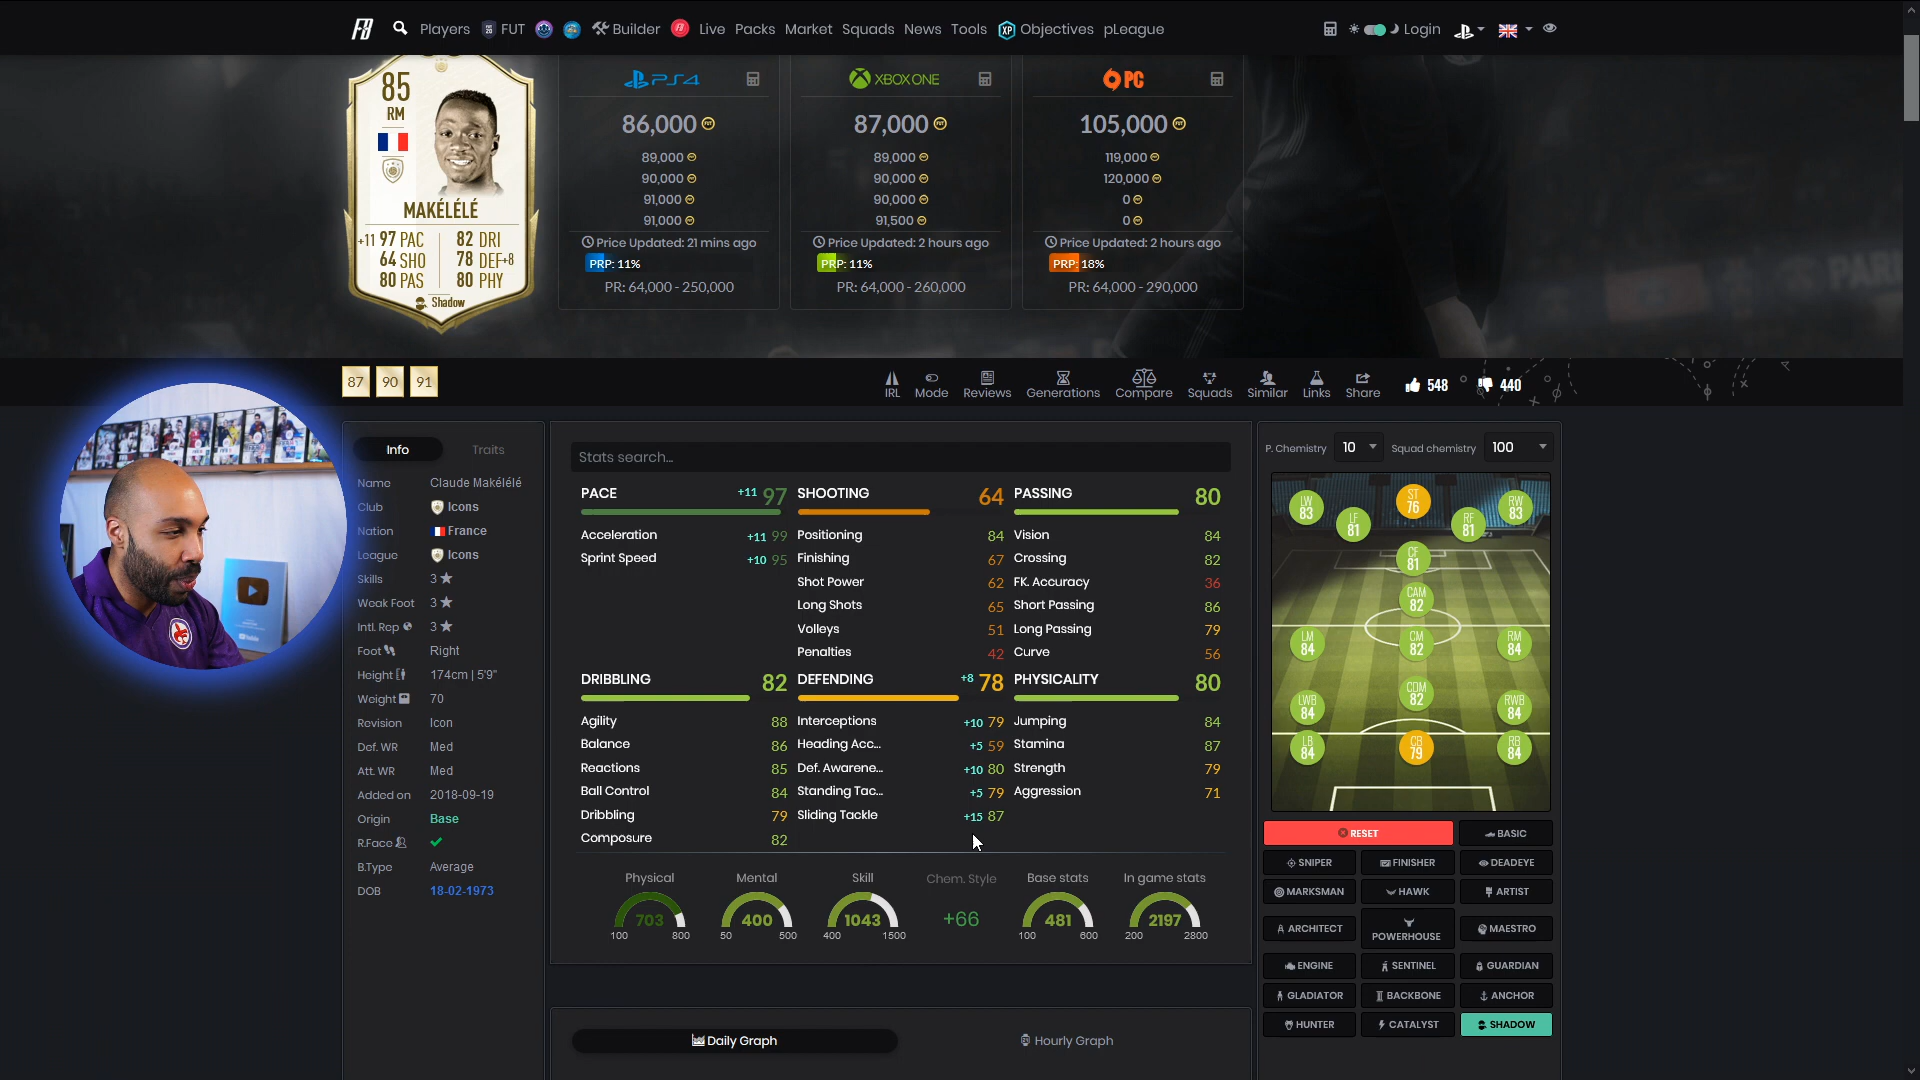 Players FUT Builder Live Packs Market Squads News Tools XP Objectives pLeague Login
85
RM
MAKÉLÉLÉ
+11 97 PAC 82 DRI
64 SHO 78 DEF+8
80 PAS 80 PHY
Shadow
PS4
86,000
89,000
90,000
91,000
91,000
Price Updated: 21 mins ago
PRP: 11%
PR: 64,000 - 250,000
XBOX ONE
87,000
89,000
90,000
90,000
91,500
Price Updated: 2 hours ago
PRP: 11%
PR: 64,000 - 260,000
PC
105,000
119,000
120,000
0
0
Price Updated: 2 hours ago
PRP: 18%
PR: 64,000 - 290,000
87 90 91
IRL Mode Reviews Generations Compare Squads Similar Links Share 548 440
Info Traits
Name Claude Makélélé
Club Icons
Nation France
League Icons
Skills 3
Weak Foot 3
Intl. Rep 3
Foot Right
Height 174cm | 5'9"
Weight 70
Revision Icon
Def. WR Med
Att. WR Med
Added on 2018-09-19
Origin Base
R.Face
B.Type Average
DOB 18-02-1973
Stats search...
PACE +11 97
Acceleration +11 99
Sprint Speed +10 95
SHOOTING 64
Positioning 84
Finishing 67
Shot Power 62
Long Shots 65
Volleys 51
Penalties 42
PASSING 80
Vision 84
Crossing 82
FK. Accuracy 36
Short Passing 86
Long Passing 79
Curve 56
DRIBBLING 82
Agility 88
Balance 86
Reactions 85
Ball Control 84
Dribbling 79
Composure 82
DEFENDING +8 78
Interceptions +10 79
Heading Acc... +5 59
Def. Awarene... +10 80
Standing Tac... +5 79
Sliding Tackle +15 87
PHYSICALITY 80
Jumping 84
Stamina 87
Strength 79
Aggression 71
Physical
703
100 800
Mental
400
50 500
Skill
1043
400 1500
Chem. Style
+66
Base stats
481
100 600
In game stats
2197
200 2800
Daily Graph Hourly Graph
P. Chemistry 10 Squad chemistry 100
LW
83
ST
76
RW
83
LF
81
RF
81
CF
81
CAM
82
LM
84
CM
82
RM
84
CDM
82
LWB
84
RWB
84
LB
84
CB
79
RB
84
RESET BASIC
SNIPER FINISHER DEADEYE
MARKSMAN HAWK ARTIST
ARCHITECT POWERHOUSE MAESTRO
ENGINE SENTINEL GUARDIAN
GLADIATOR BACKBONE ANCHOR
HUNTER CATALYST SHADOW